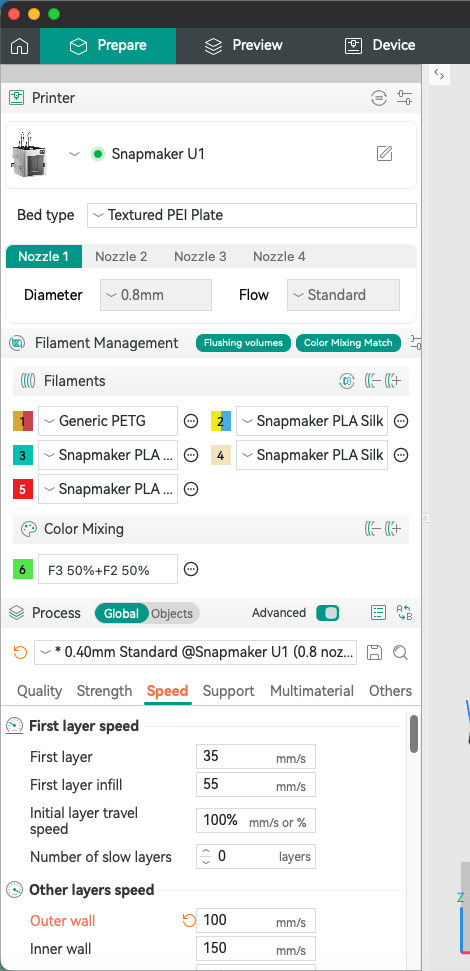 Prepare
Preview
Device
Printer
Snapmaker U1
Bed type
Textured PEI Plate
Nozzle 1
Nozzle 2
Nozzle 3
Nozzle 4
Diameter
0.8mm
Flow
Standard
Filament Management
Flushing volumes
Color Mixing Match
Filaments
1 Generic PETG
2 Snapmaker PLA Silk
3 Snapmaker PLA ...
4 Snapmaker PLA Silk
5 Snapmaker PLA ...
Color Mixing
6 F3 50%+F2 50%
Process
Global
Objects
Advanced
* 0.40mm Standard @Snapmaker U1 (0.8 noz...
Quality
Strength
Speed
Support
Multimaterial
Others
First layer speed
First layer 35 mm/s
First layer infill 55 mm/s
Initial layer travel
speed
100% mm/s or %
Number of slow layers 0 layers
Other layers speed
Outer wall 100 mm/s
Inner wall 150 mm/s
Z